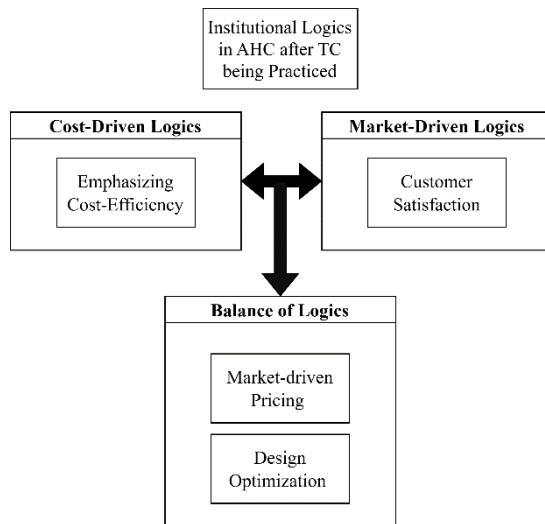 Institutional Logics
in AHC after TC
being Practiced
Cost-Driven Logics
Emphasizing
Cost-Efficiency
Market-Driven Logics
Customer
Satisfaction
Balance of Logics
Market-driven
Pricing
Design
Optimization